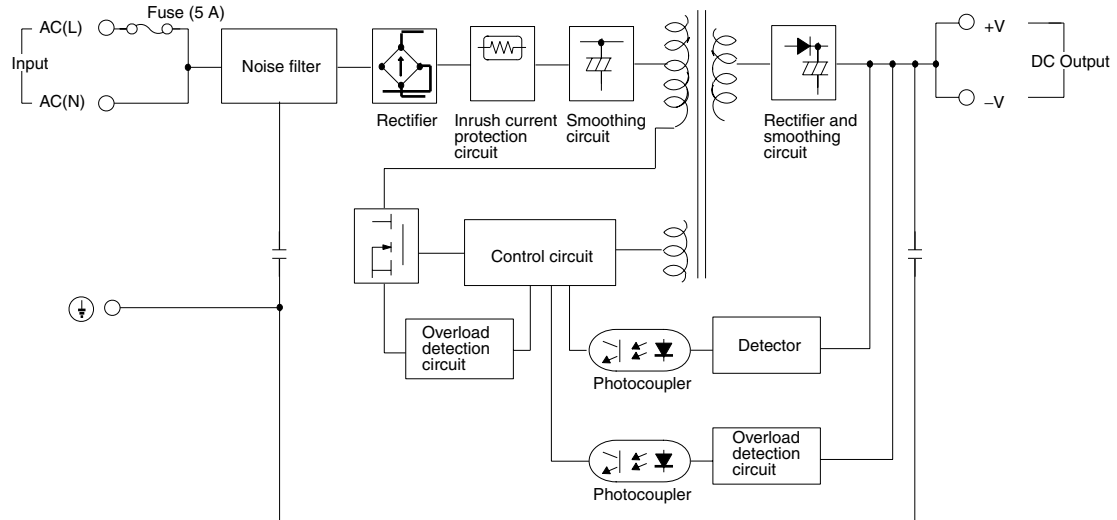 Fuse (5 A)
AC(L)
Input
AC(N)
Noise filter
Rectifier
Inrush current
protection
circuit
Smoothing
circuit
Rectifier and
smoothing
circuit
+V
DC Output
–V
Control circuit
Overload
detection
circuit
Photocoupler
Detector
Photocoupler
Overload
detection
circuit